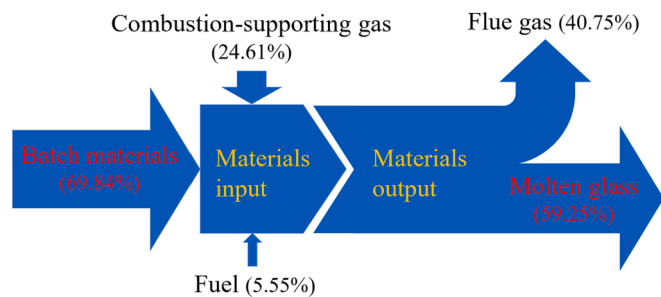 Combustion-supporting gas
(24.61%)
Flue gas (40.75%)
Batch materials
(69.84%)
Materials
input
Materials
output
Molten glass
(59.25%)
Fuel (5.55%)